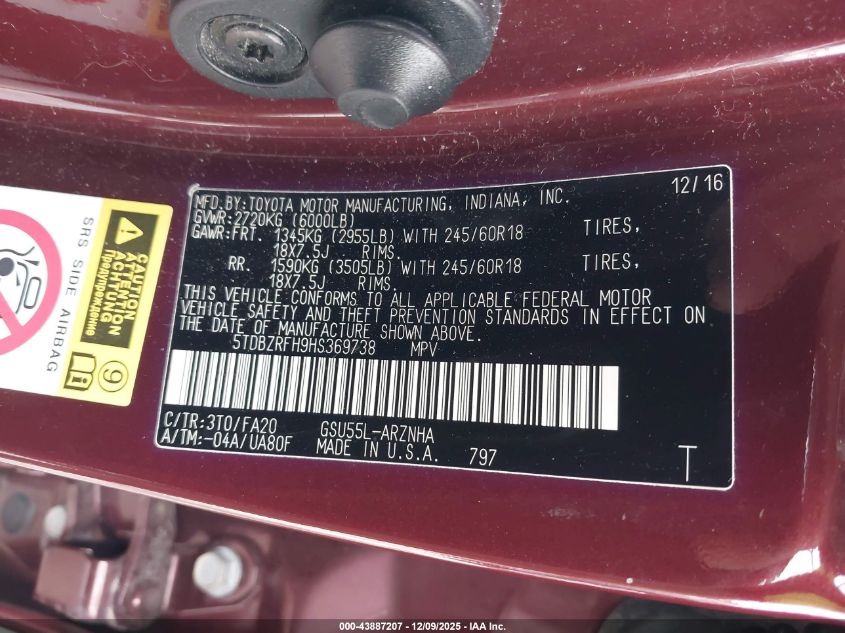 MFD.BY:TOYOTA MOTOR MANUFACTURING, INDIANA, INC. 12/16
GVWR:2720KG (6000LB)
GAWR:FRT. 1345KG (2955LB) WITH 245/60R18 TIRES,
18X7.5J RIMS.
RR. 1590KG (3505LB) WITH 245/60R18 TIRES,
18X7.5J RIMS.
THIS VEHICLE CONFORMS TO ALL APPLICABLE FEDERAL MOTOR
VEHICLE SAFETY AND THEFT PREVENTION STANDARDS IN EFFECT ON
THE DATE OF MANUFACTURE SHOWN ABOVE.
5TDBZRFH9HS369738 MPV
C/TR:3T0/FA20 GSU55L-ARZNHA
A/TM:-04A/UA80F MADE IN U.S.A. 797
T
SRS SIDE AIRBAG
CAUTION
ATTENTION
ACHTUNG
Предупреждение
9
000-43887207 - 12/09/2025 - IAA Inc.